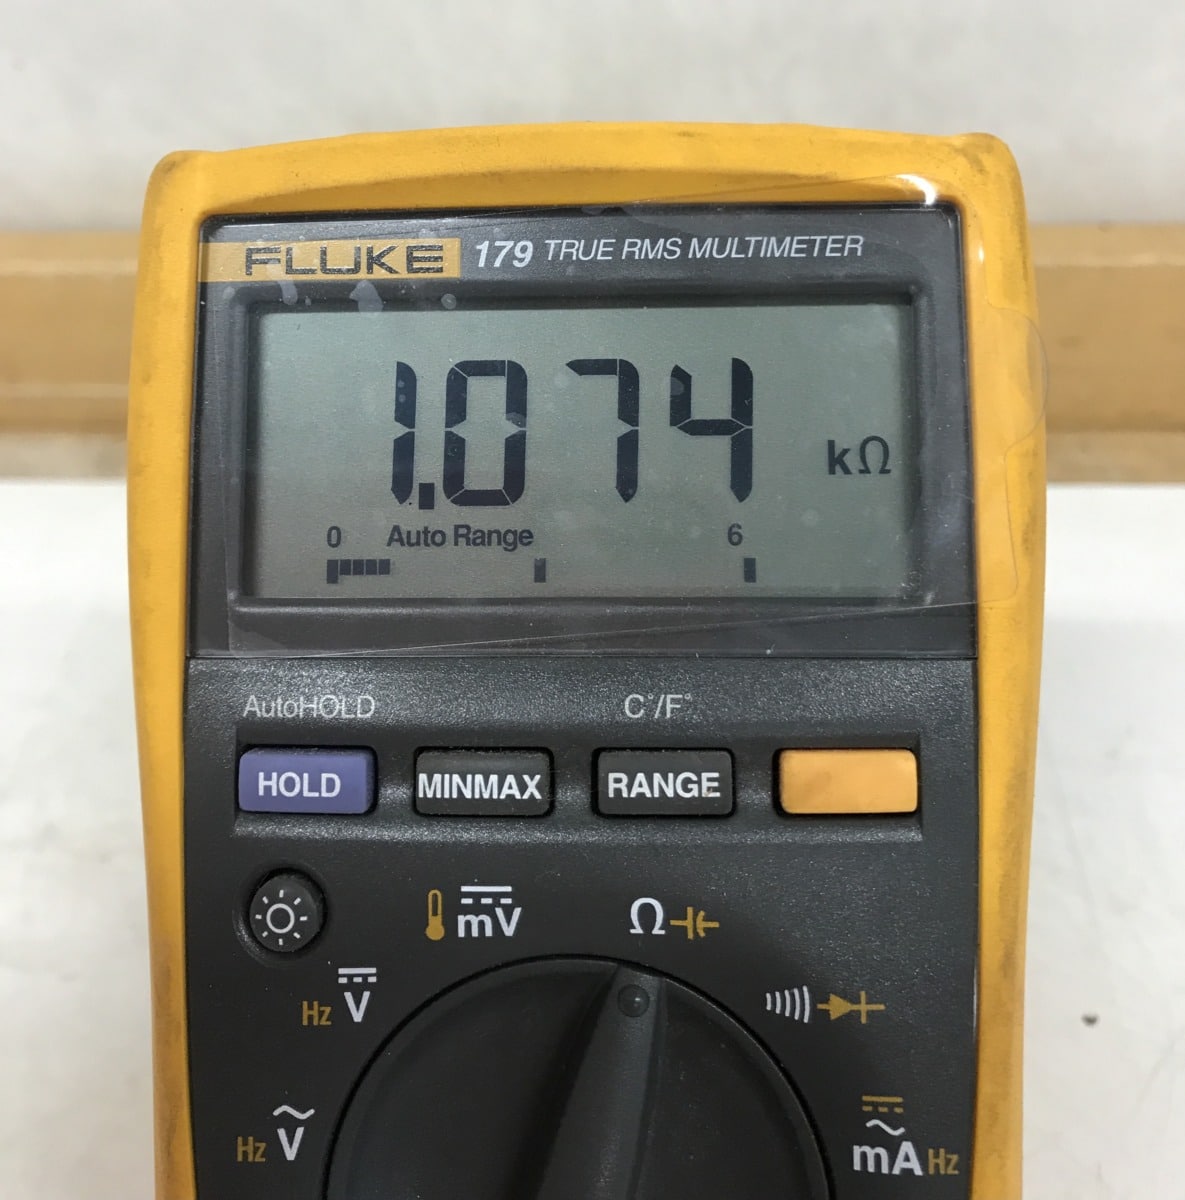 FLUKE 179 TRUE RMS MULTIMETER
1.074 kΩ
0 Auto Range 6
AutoHOLD C°/F°
HOLD MINMAX RANGE
mV Ω
Hz V
Hz V
mA Hz